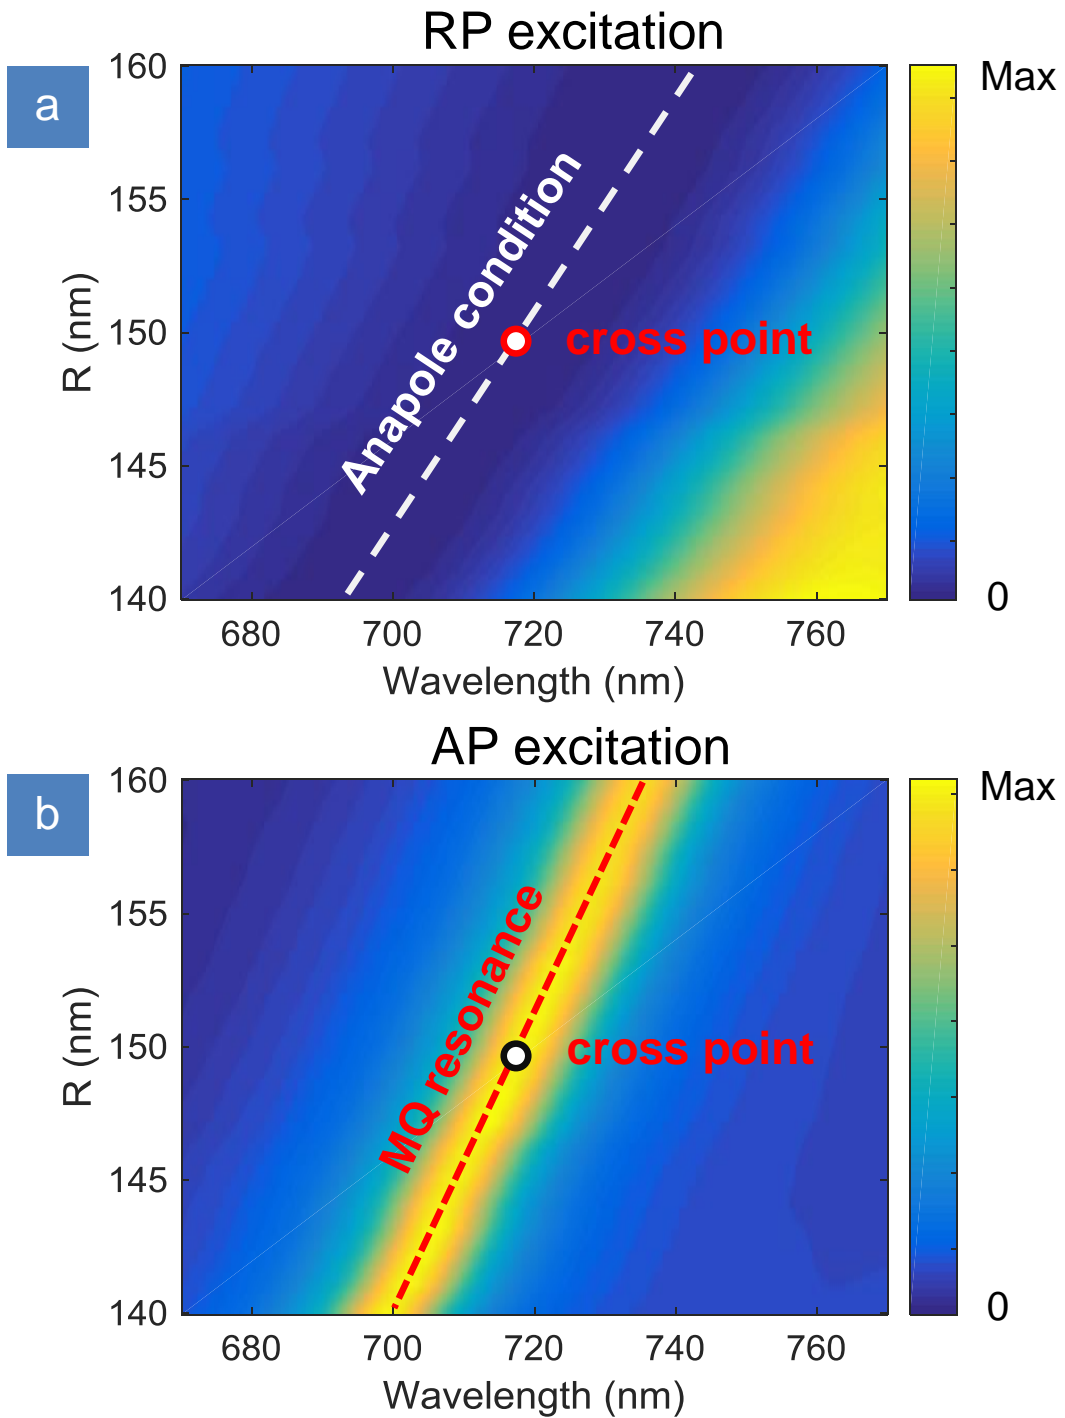 RP excitation
a
160
155
150
145
140
R (nm)
Anapole condition
cross point
Max
0
680 700 720 740 760
Wavelength (nm)
AP excitation
b
160
155
150
145
140
R (nm)
MQ resonance
cross point
Max
0
680 700 720 740 760
Wavelength (nm)